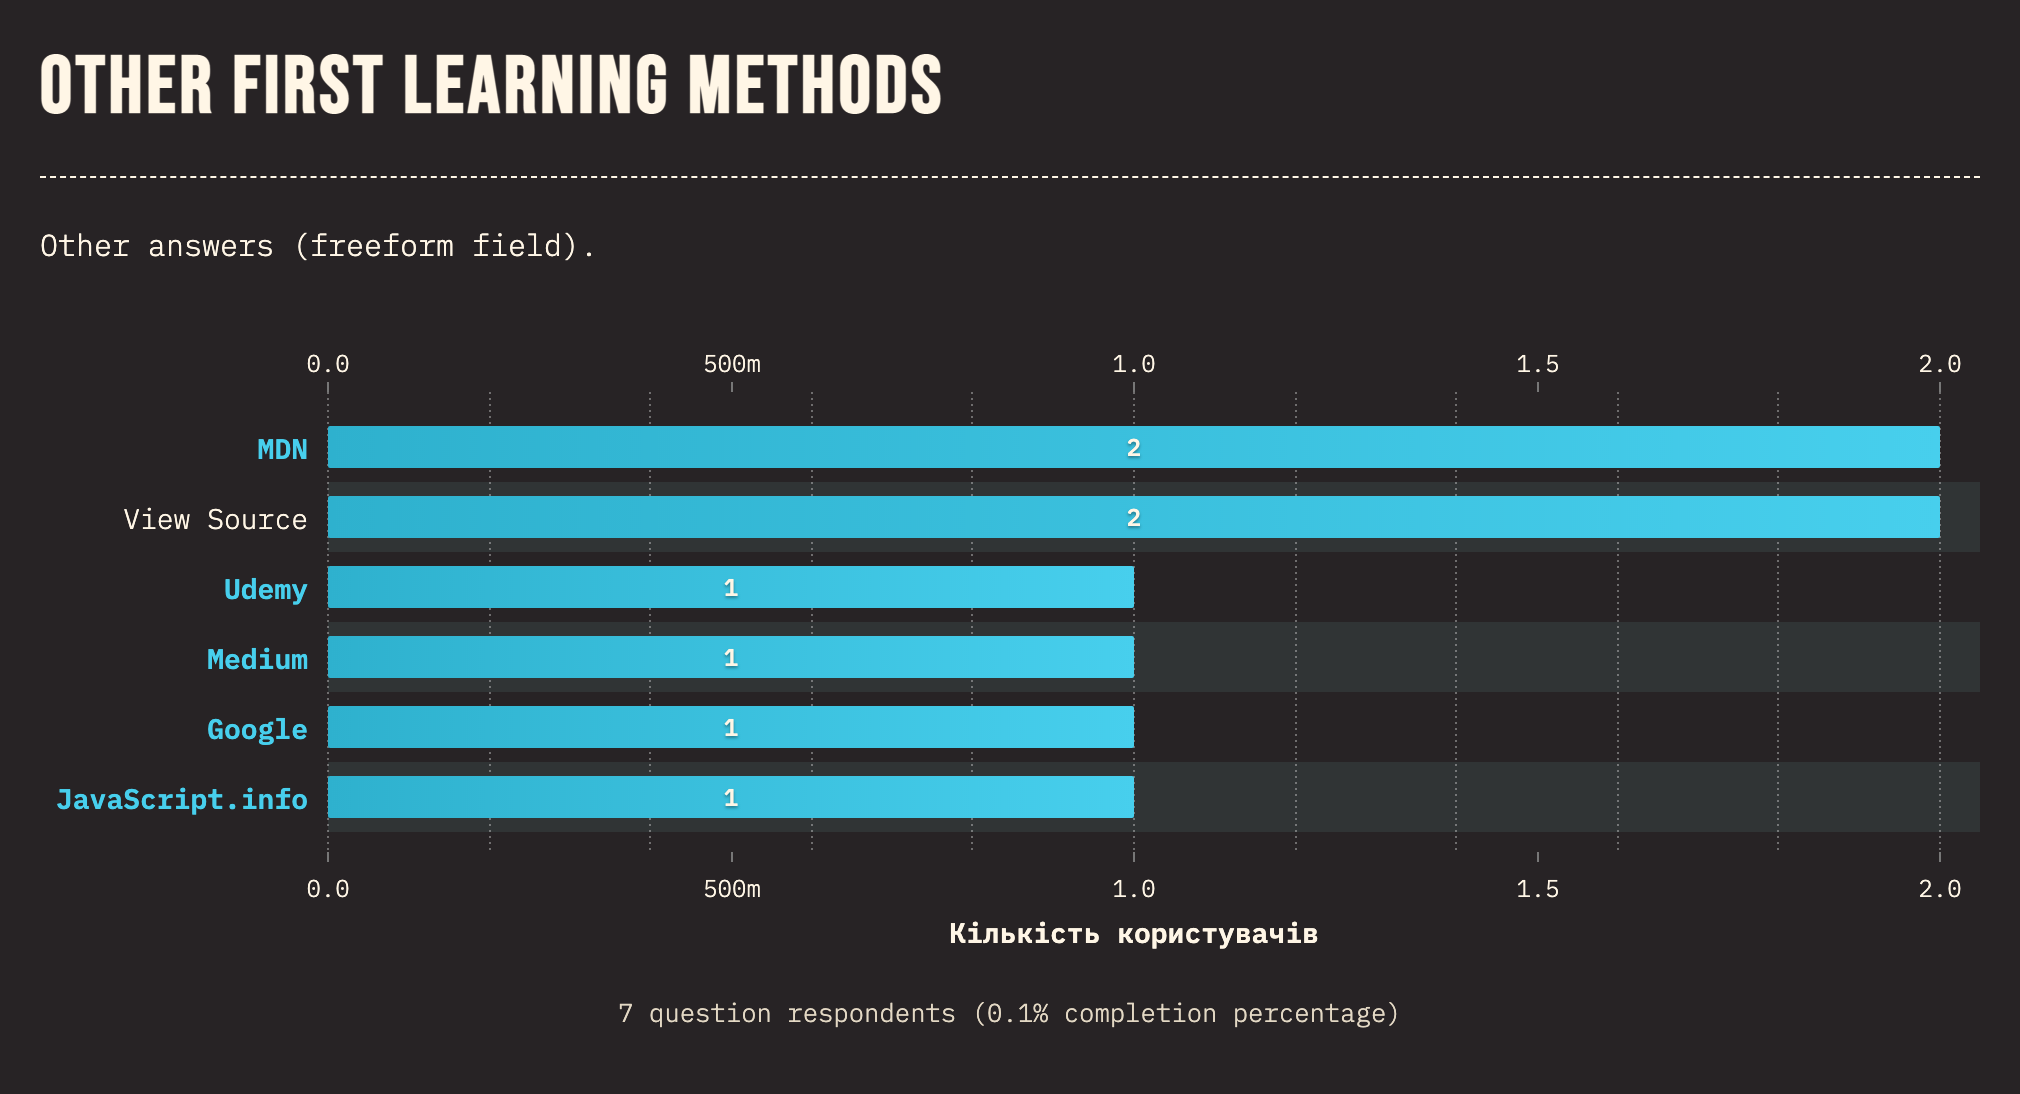 OTHER FIRST LEARNING METHODS
Other answers (freeform field).
0.0 500m 1.0 1.5 2.0
MDN 2
View Source 2
Udemy 1
Medium 1
Google 1
JavaScript.info 1
0.0 500m 1.0 1.5 2.0
Кількість користувачів
7 question respondents (0.1% completion percentage)